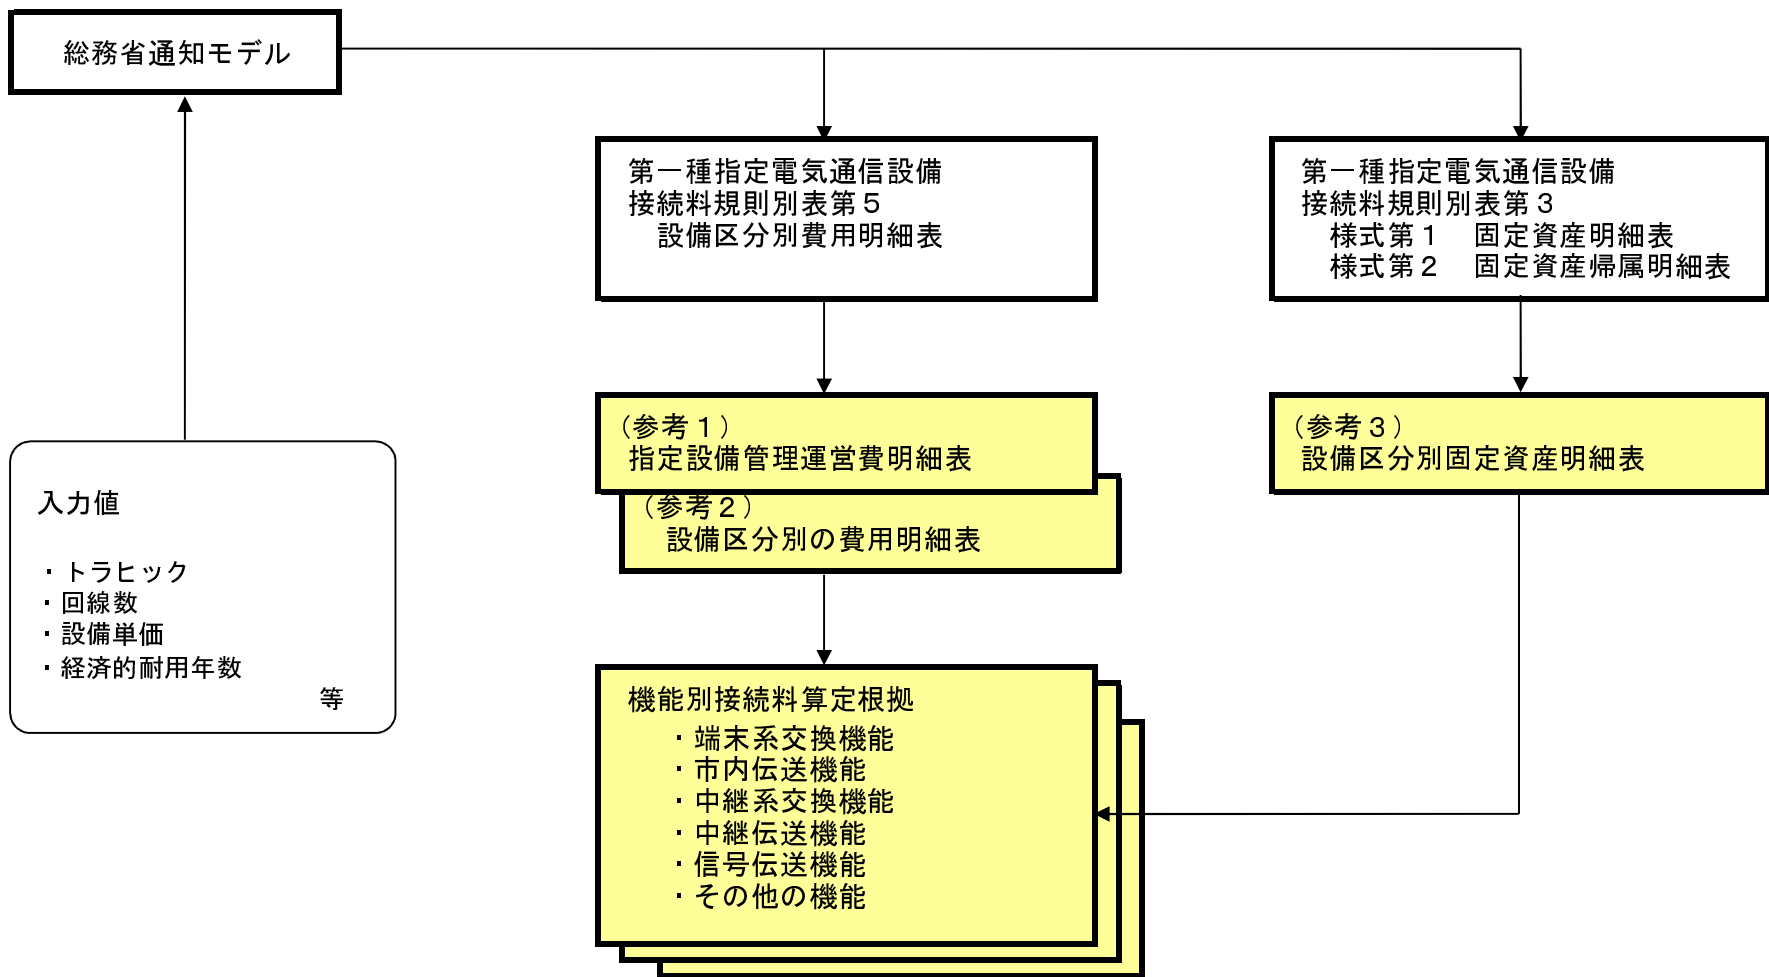 総務省通知モデル
第一種指定電気通信設備
接続料規則別表第５
設備区分別費用明細表
第一種指定電気通信設備
接続料規則別表第３
様式第１　固定資産明細表
様式第２　固定資産帰属明細表
（参考１）
指定設備管理運営費明細表
（参考２）
設備区分別の費用明細表
（参考３）
設備区分別固定資産明細表
入力値
・トラヒック
・回線数
・設備単価
・経済的耐用年数
等
機能別接続料算定根拠
・端末系交換機能
・市内伝送機能
・中継系交換機能
・中継伝送機能
・信号伝送機能
・その他の機能